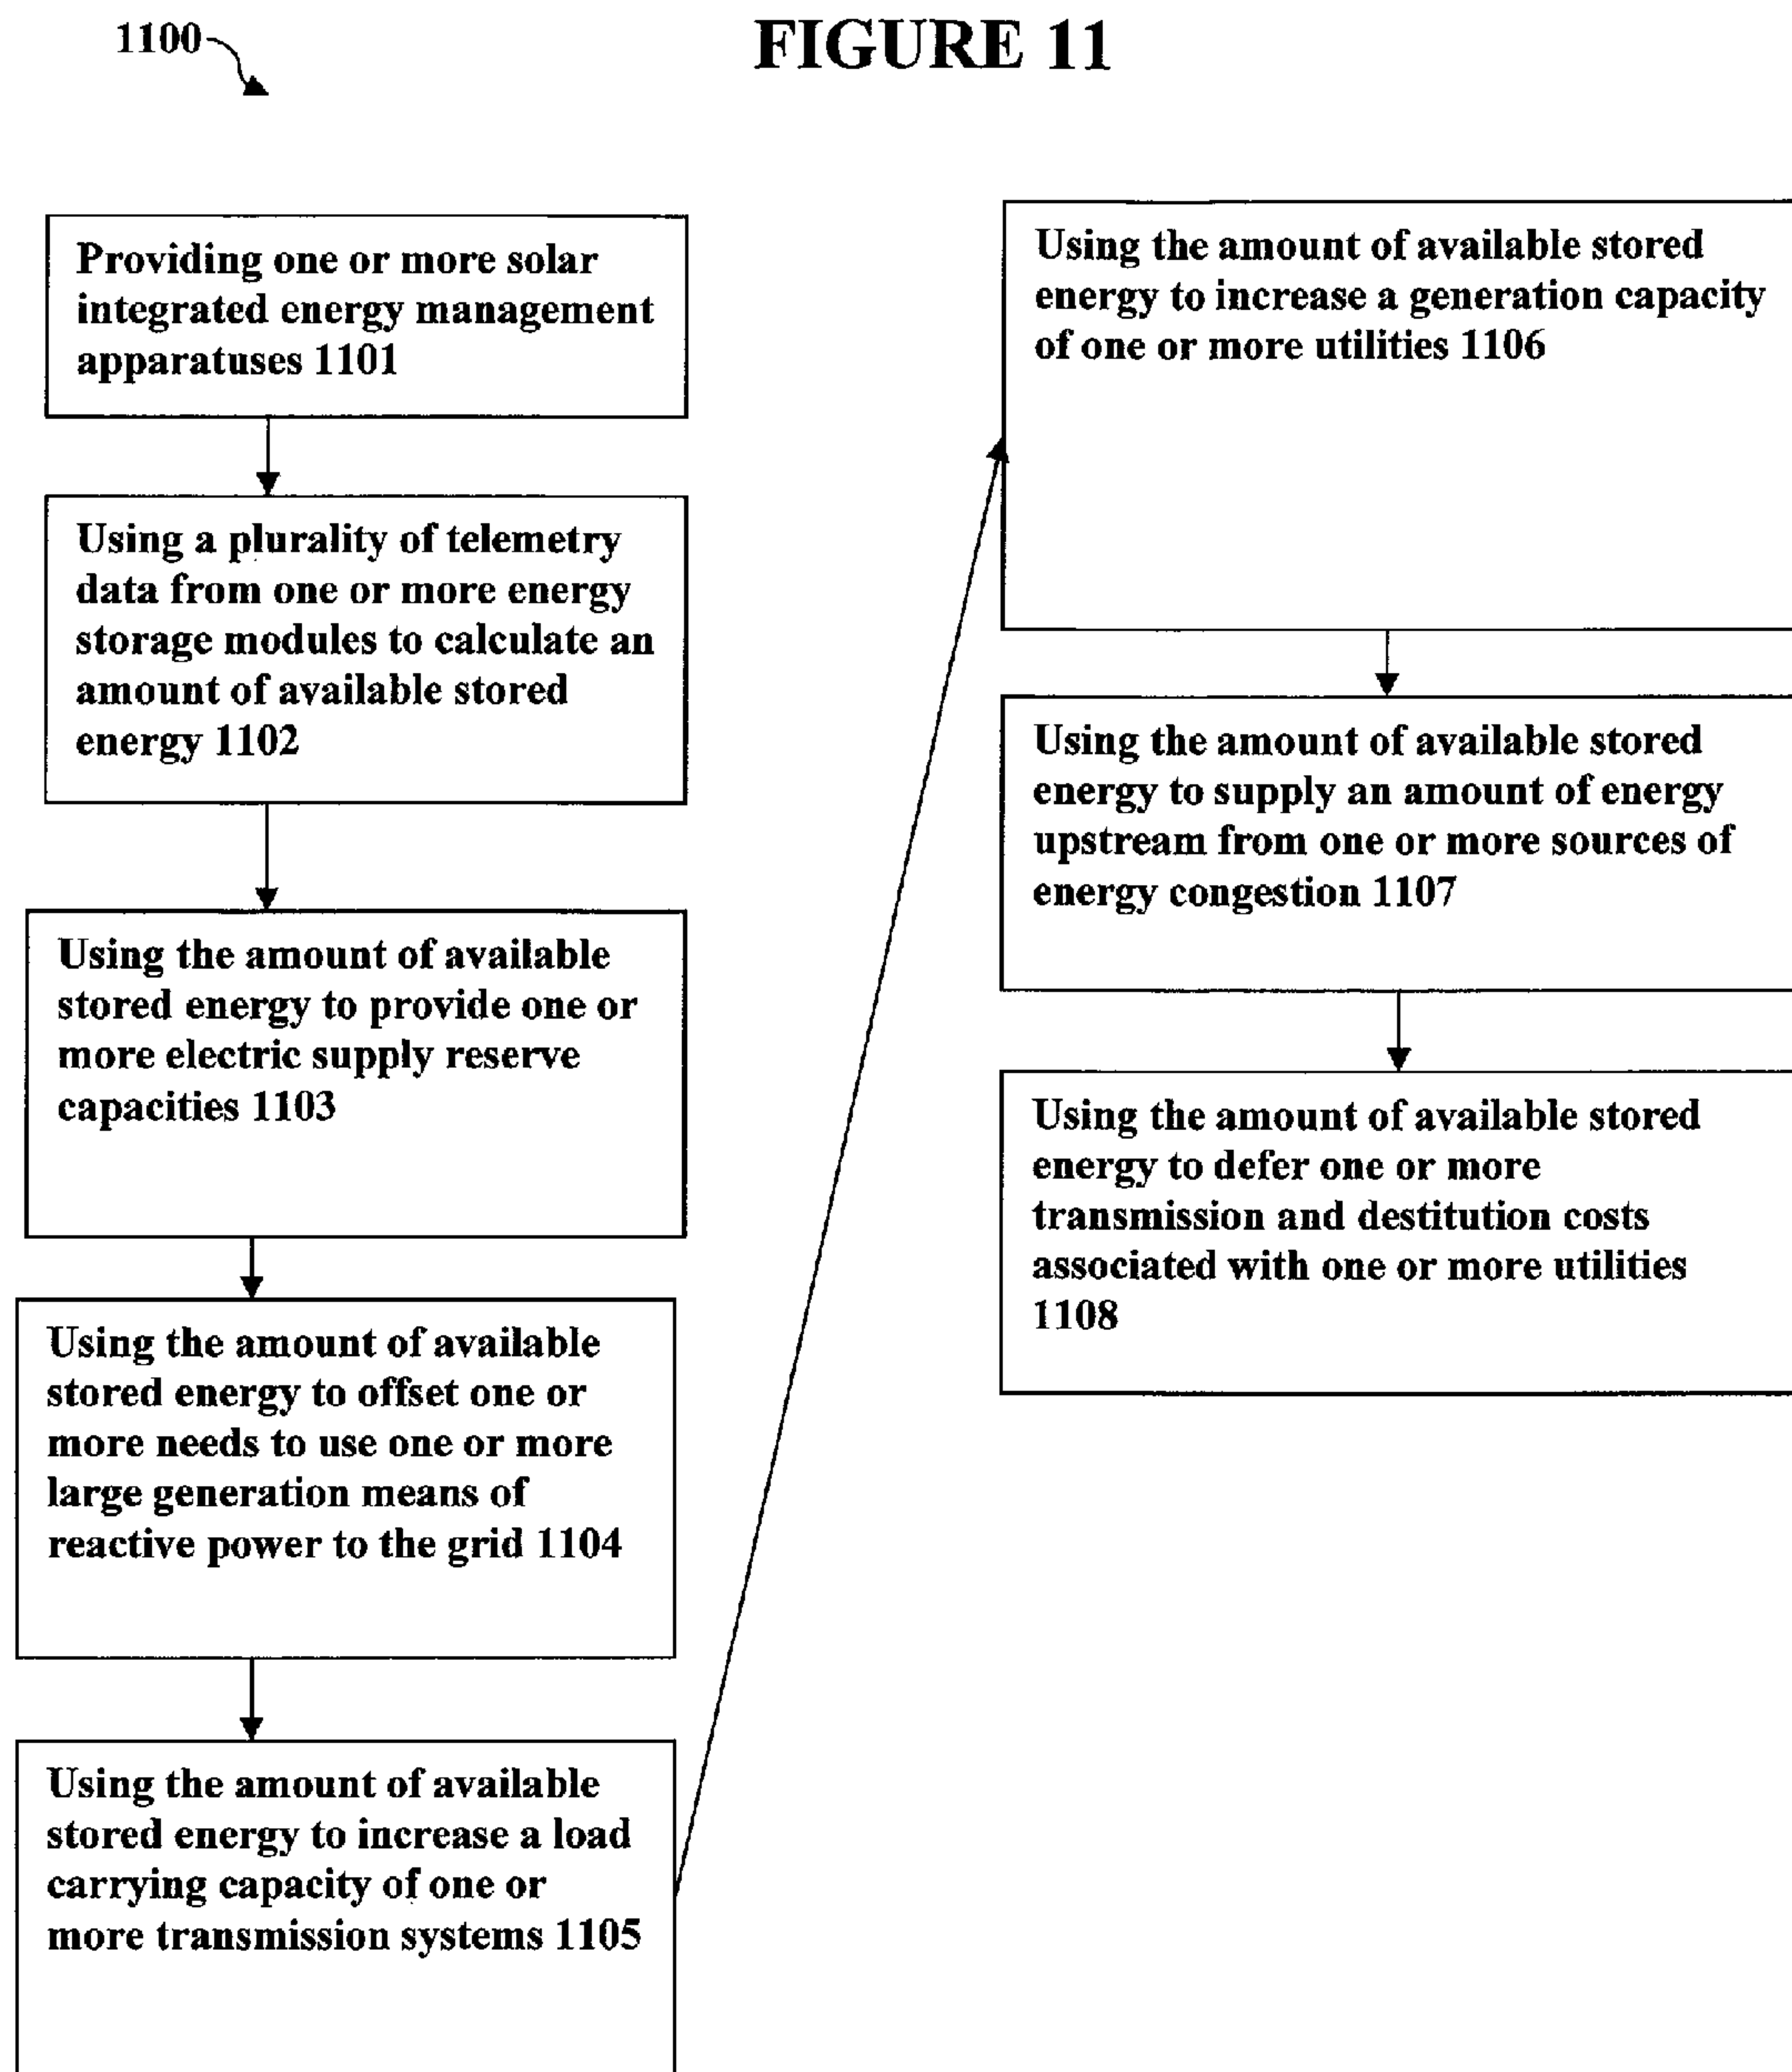 1100
FIGURE 11
Providing one or more solar
integrated energy management
apparatuses 1101
Using a plurality of telemetry
data from one or more energy
storage modules to calculate an
amount of available stored
energy 1102
Using the amount of available
stored energy to provide one or
more electric supply reserve
capacities 1103
Using the amount of available
stored energy to offset one or
more needs to use one or more
large generation means of
reactive power to the grid 1104
Using the amount of available
stored energy to increase a load
carrying capacity of one or
more transmission systems 1105
Using the amount of available stored
energy to increase a generation capacity
of one or more utilities 1106
Using the amount of available stored
energy to supply an amount of energy
upstream from one or more sources of
energy congestion 1107
Using the amount of available stored
energy to defer one or more
transmission and destitution costs
associated with one or more utilities
1108